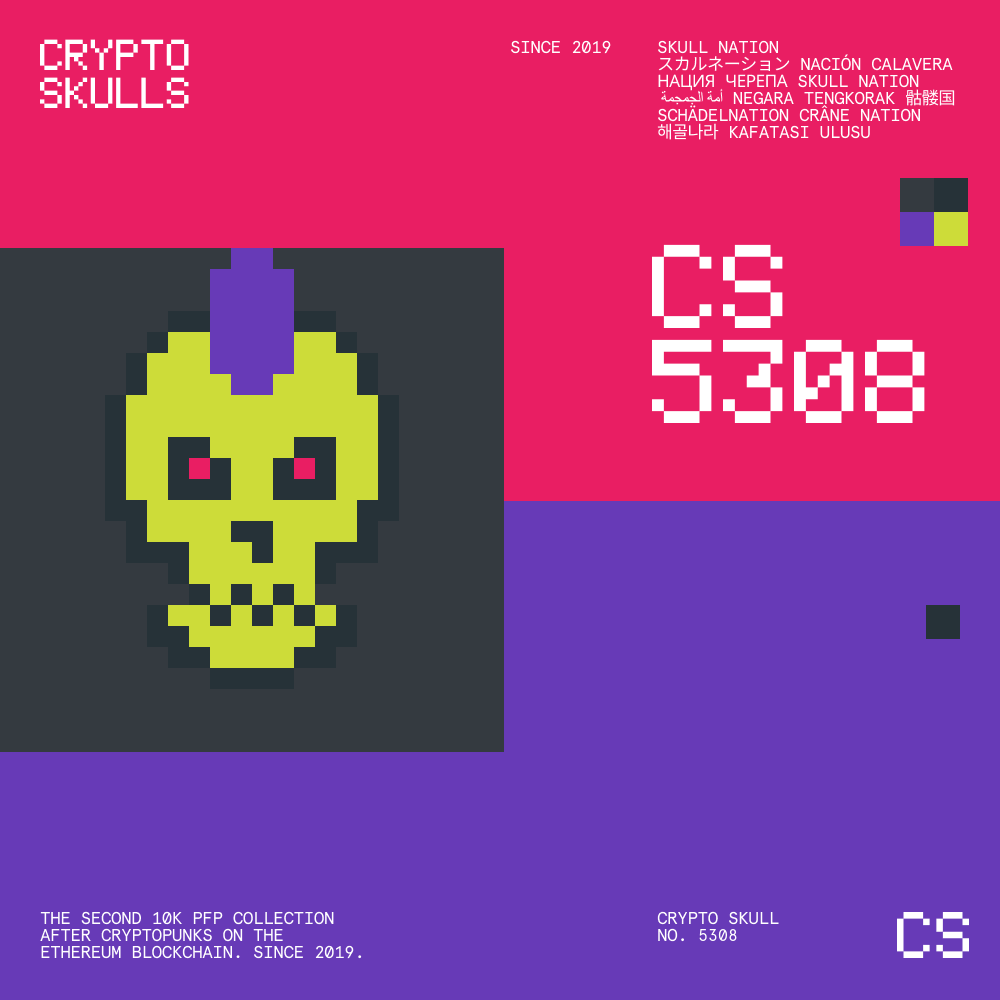 CRYPTO
SKULLS
SINCE 2019
SKULL NATION
スカルネーション NACIÓN CALAVERA
НАЦИЯ ЧЕРЕПА SKULL NATION
أمة الجمجمة NEGARA TENGKORAK 骷髅国
SCHÄDELNATION CRÂNE NATION
해골나라 KAFATASI ULUSU
CS
5308
THE SECOND 10K PFP COLLECTION
AFTER CRYPTOPUNKS ON THE
ETHEREUM BLOCKCHAIN. SINCE 2019.
CRYPTO SKULL
NO. 5308
CS